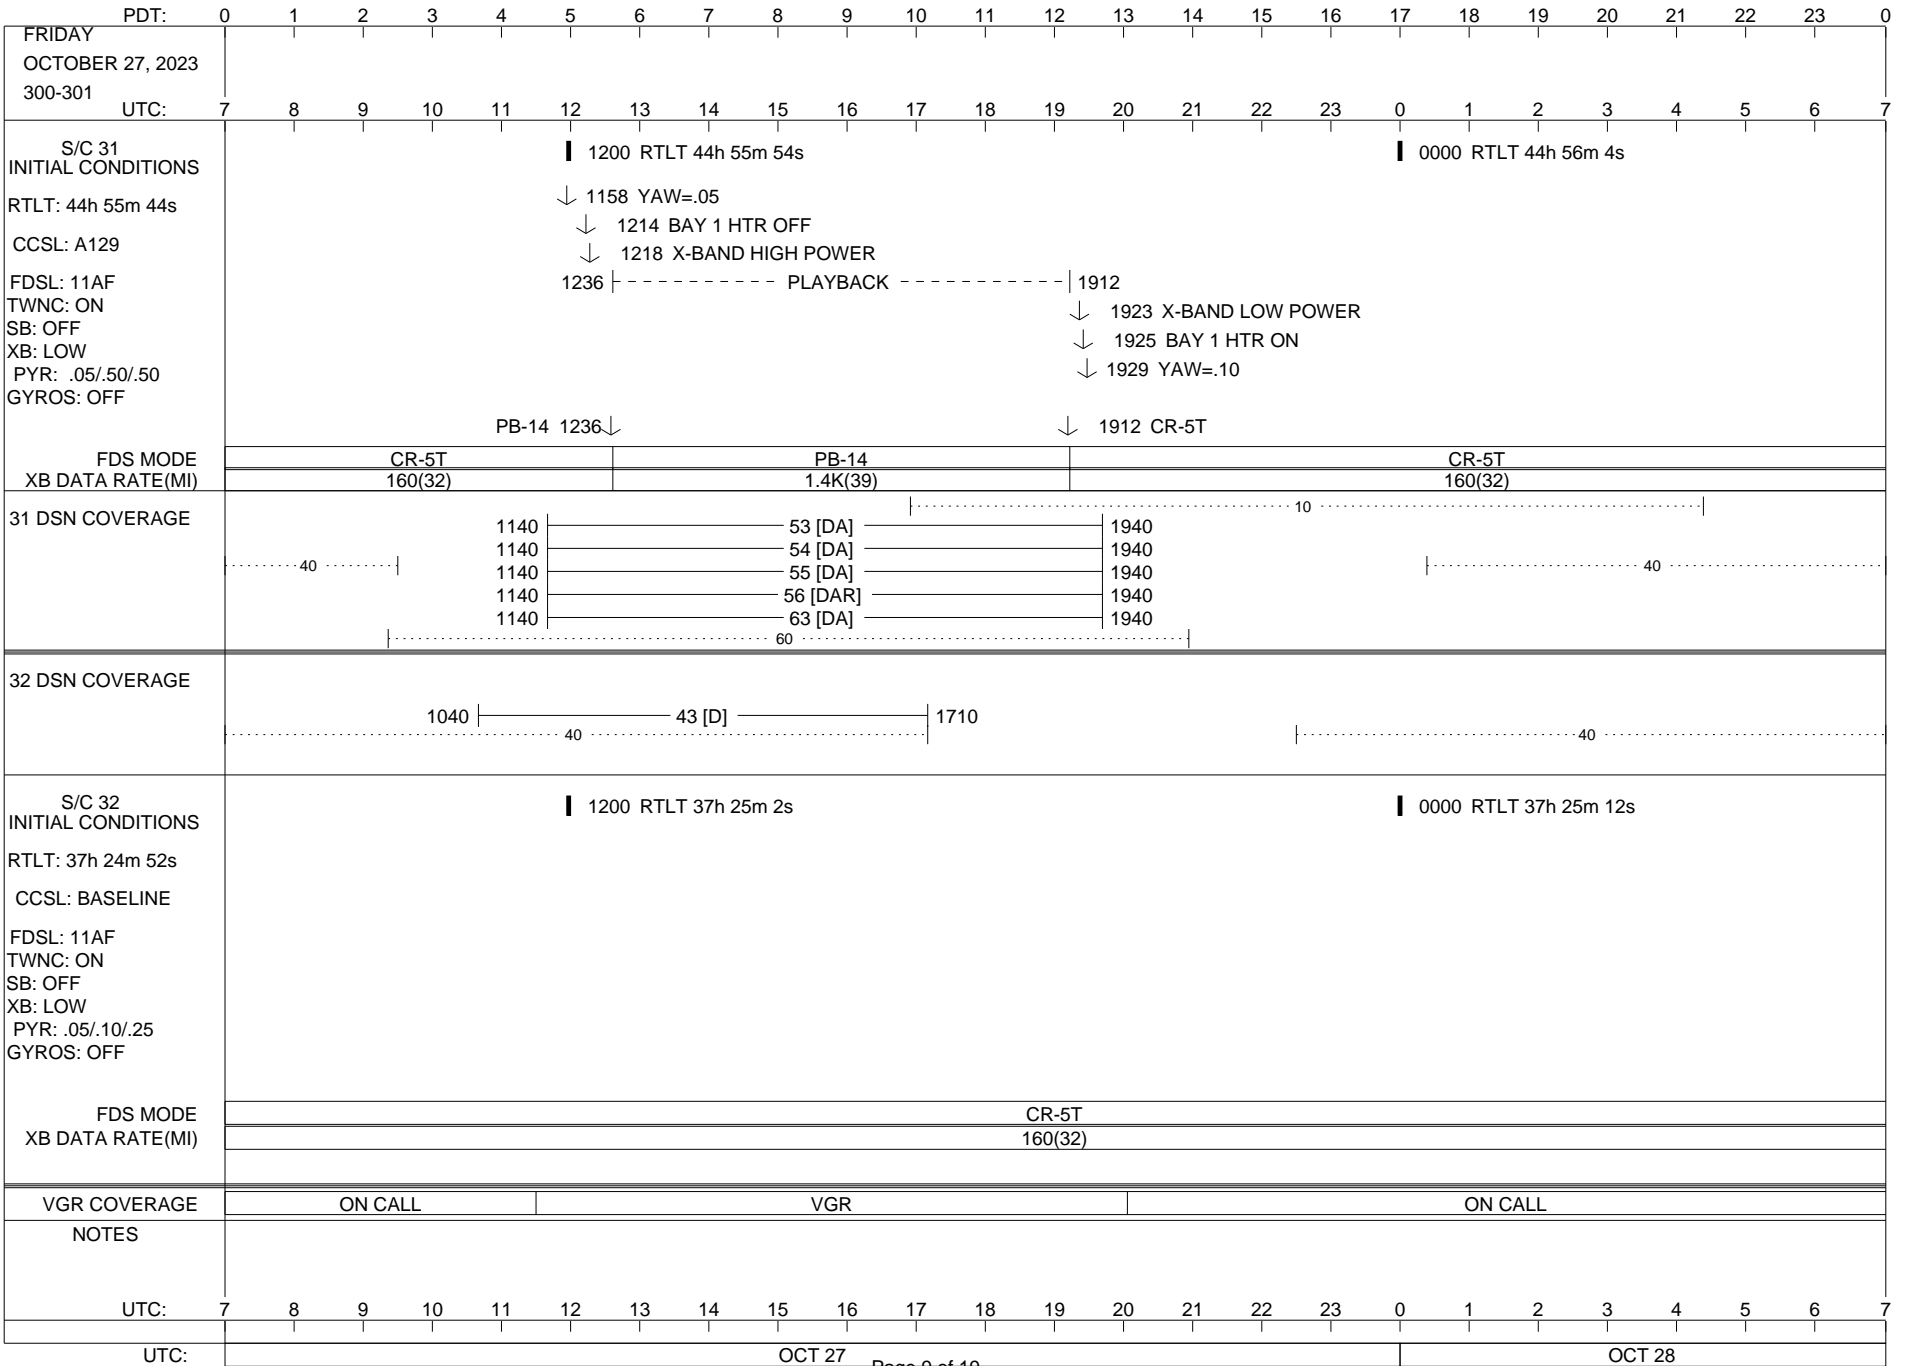 PDT: 0 1 2 3 4 5 6 7 8 9 10 11 12 13 14 15 16 17 18 19 20 21 22 23 0
FRIDAY
OCTOBER 27, 2023
300-301
UTC: 7 8 9 10 11 12 13 14 15 16 17 18 19 20 21 22 23 0 1 2 3 4 5 6 7
S/C 31
INITIAL CONDITIONS
1200 RTLT 44h 55m 54s
0000 RTLT 44h 56m 4s
RTLT: 44h 55m 44s
1158 YAW=.05
1214 BAY 1 HTR OFF
CCSL: A129
1218 X-BAND HIGH POWER
FDSL: 11AF
1236 PLAYBACK 1912
TWNC: ON
1923 X-BAND LOW POWER
SB: OFF
1925 BAY 1 HTR ON
XB: LOW
PYR: .05/.50/.50
1929 YAW=.10
GYROS: OFF
PB-14 1236
1912 CR-5T
FDS MODE CR-5T PB-14 CR-5T
XB DATA RATE(MI) 160(32) 1.4K(39) 160(32)
31 DSN COVERAGE
10
1140 53 [DA] 1940
1140 54 [DA] 1940
40
1140 55 [DA] 1940
40
1140 56 [DAR] 1940
1140 63 [DA] 1940
60
32 DSN COVERAGE
1040 43 [D] 1710
40
40
S/C 32
INITIAL CONDITIONS
1200 RTLT 37h 25m 2s
0000 RTLT 37h 25m 12s
RTLT: 37h 24m 52s
CCSL: BASELINE
FDSL: 11AF
TWNC: ON
SB: OFF
XB: LOW
PYR: .05/.10/.25
GYROS: OFF
FDS MODE CR-5T
XB DATA RATE(MI) 160(32)
VGR COVERAGE ON CALL VGR ON CALL
NOTES
UTC: 7 8 9 10 11 12 13 14 15 16 17 18 19 20 21 22 23 0 1 2 3 4 5 6 7
UTC: OCT 27 OCT 28